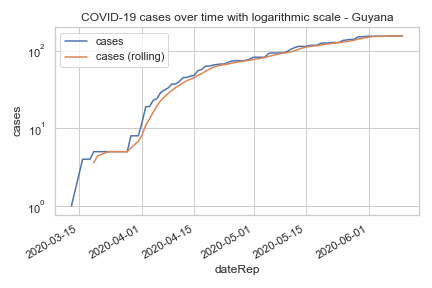 COVID-19 cases over time with logarithmic scale - Guyana
cases
cases (rolling)
10²
10¹
10⁰
cases
2020-03-15
2020-04-01
2020-04-15
2020-05-01
2020-05-15
2020-06-01
dateRep